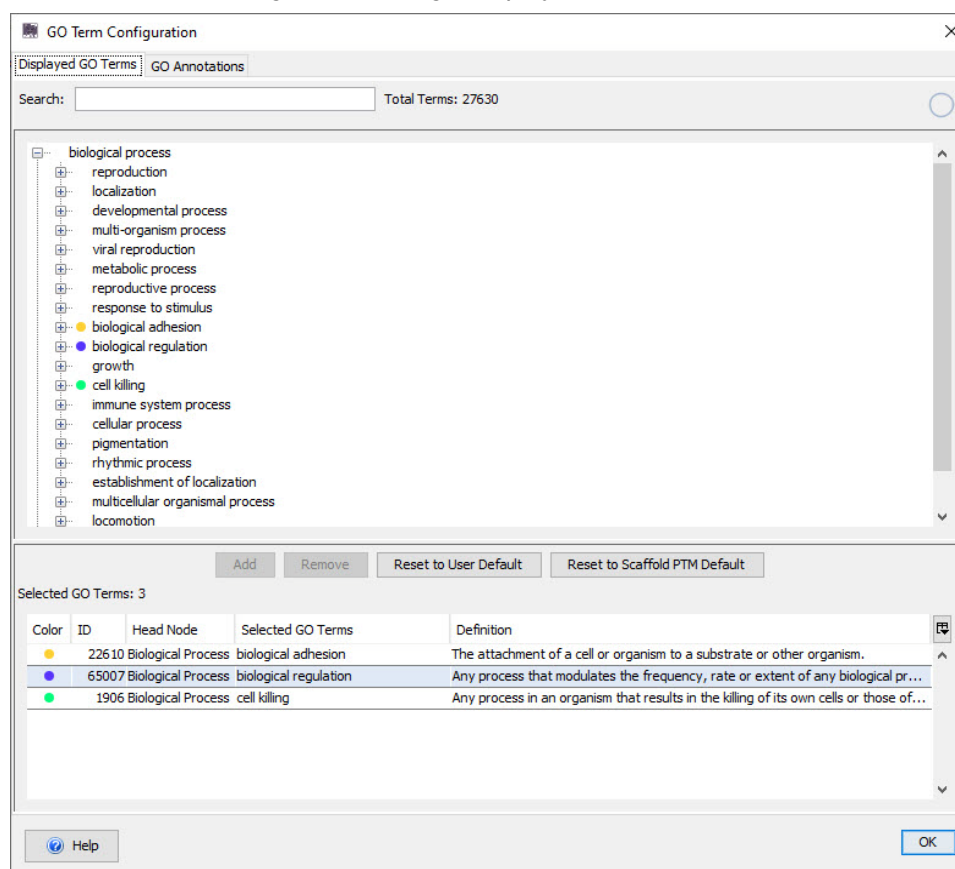 GO Term Configuration
Displayed GO Terms GO Annotations
Search: Total Terms: 27630
biological process
reproduction
localization
developmental process
multi-organism process
viral reproduction
metabolic process
reproductive process
response to stimulus
biological adhesion
biological regulation
growth
cell killing
immune system process
cellular process
pigmentation
rhythmic process
establishment of localization
multicellular organismal process
locomotion
Add Remove Reset to User Default Reset to Scaffold PTM Default
Selected GO Terms: 3
Color ID Head Node Selected GO Terms Definition
22610 Biological Process biological adhesion The attachment of a cell or organism to a substrate or other organism.
65007 Biological Process biological regulation Any process that modulates the frequency, rate or extent of any biological pr...
1906 Biological Process cell killing Any process in an organism that results in the killing of its own cells or those of...
Help OK